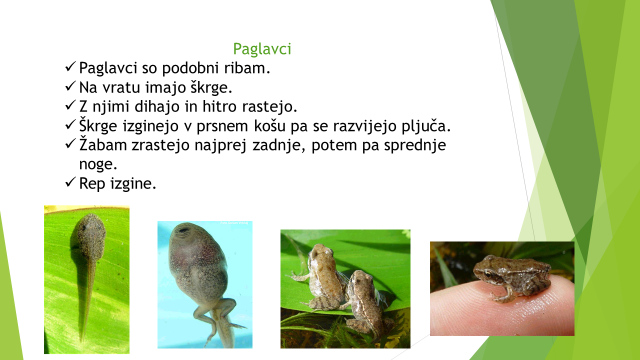 Paglavci
✓ Paglavci so podobni ribam.
✓ Na vratu imajo škrge.
✓ Z njimi dihajo in hitro rastejo.
✓ Škrge izginejo v prsnem košu pa se razvijejo pljuča.
✓ Žabam zrastejo najprej zadnje, potem pa sprednje
noge.
✓ Rep izgine.